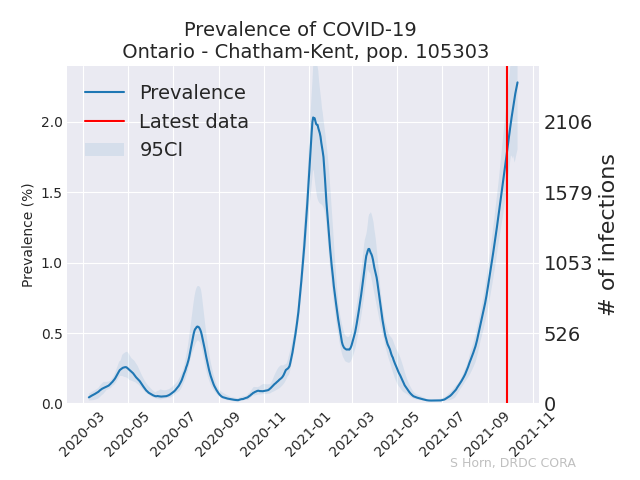 Prevalence of COVID-19
Ontario - Chatham-Kent, pop. 105303
Prevalence
Latest data
95CI
Prevalence (%)
2.0
1.5
1.0
0.5
0.0
2106
1579
1053
526
0
# of infections
2020-03
2020-05
2020-07
2020-09
2020-11
2021-01
2021-03
2021-05
2021-07
2021-09
2021-11
S Horn, DRDC CORA